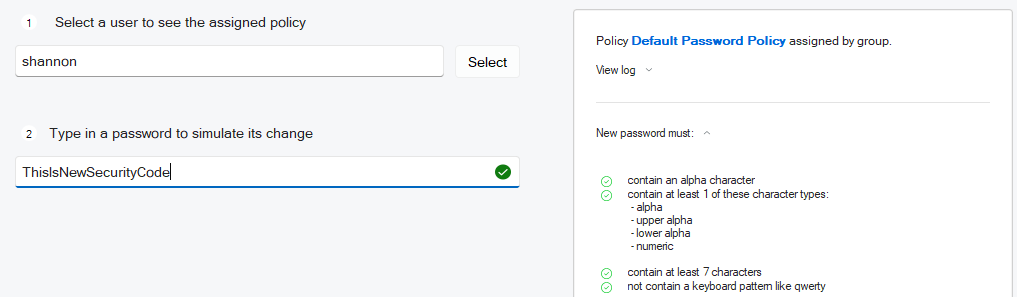 1 Select a user to see the assigned policy
shannon
Select
2 Type in a password to simulate its change
ThisIsNewSecurityCode
Policy Default Password Policy assigned by group.
View log
New password must:
contain an alpha character
contain at least 1 of these character types:
- alpha
- upper alpha
- lower alpha
- numeric
contain at least 7 characters
not contain a keyboard pattern like qwerty